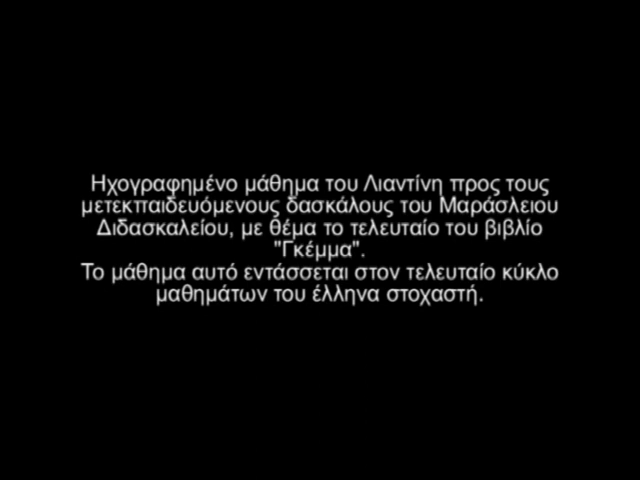 Ηχογραφημένο μάθημα του Λιαντίνη προς τους
μετεκπαιδευόμενους δασκάλους του Μαράσλειου
Διδασκαλείου, με θέμα το τελευταίο του βιβλίο
"Γκέμμα".
Το μάθημα αυτό εντάσσεται στον τελευταίο κύκλο
μαθημάτων του έλληνα στοχαστή.